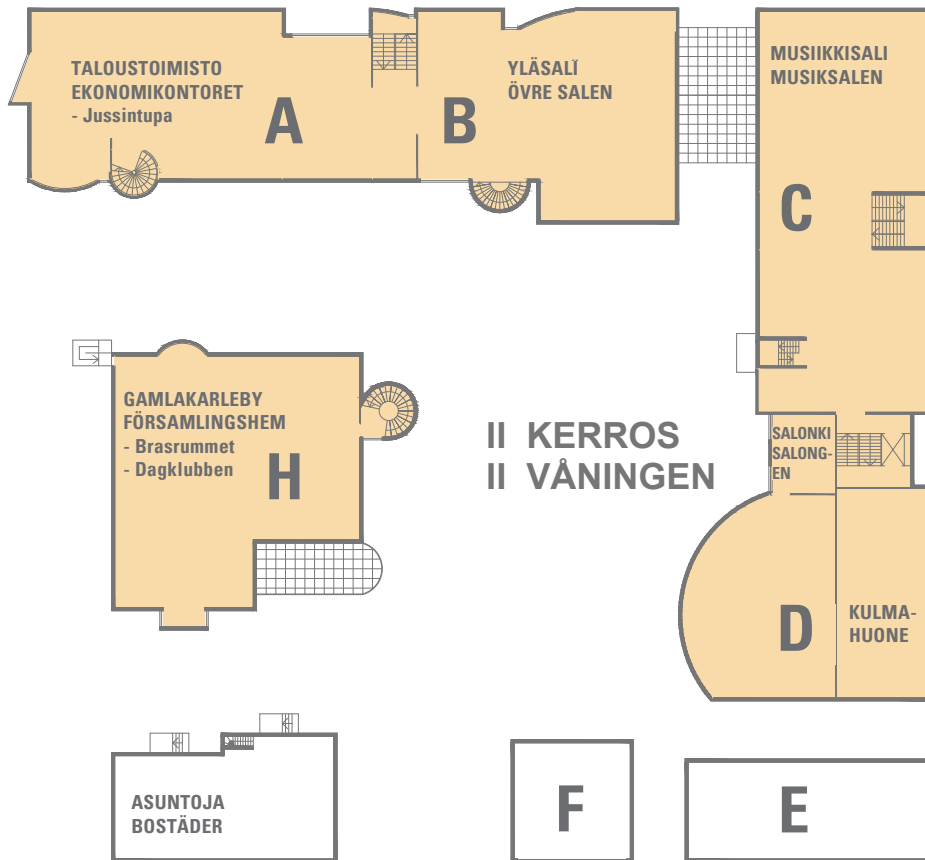 TALOUSTOIMISTO
EKONOMIKONTORET
- Jussintupa
A
B
YLÄSALI
ÖVRE SALEN
MUSIIKKISALI
MUSIKSALEN
C
GAMLAKARLEBY
FÖRSAMLINGSHEM
- Brasrummet
- Dagklubben
H
II KERROS
II VÅNINGEN
SALONKI
SALONG-
EN
D
KULMA-
HUONE
ASUNTOJA
BOSTÄDER
F
E